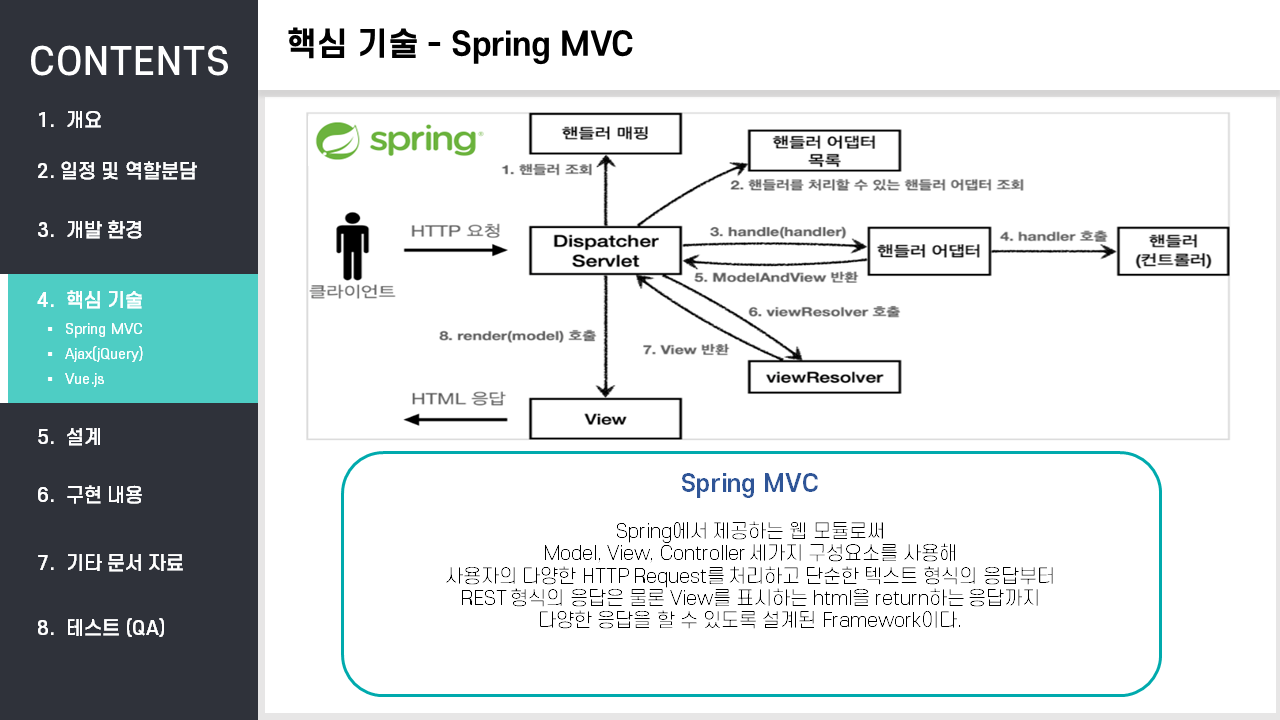 CONTENTS
1. 개요
2. 일정 및 역할분담
3. 개발 환경
4. 핵심 기술
▪ Spring MVC
▪ Ajax(jQuery)
▪ Vue.js
5. 설계
6. 구현 내용
7. 기타 문서 자료
8. 테스트 (QA)
핵심 기술 - Spring MVC
spring
핸들러 매핑
핸들러 어댑터
목록
1. 핸들러 조회
2. 핸들러를 처리할 수 있는 핸들러 어댑터 조회
HTTP 요청
Dispatcher
Servlet
3. handle(handler)
핸들러 어댑터
4. handler 호출
핸들러
(컨트롤러)
5. ModelAndView 반환
클라이언트
6. viewResolver 호출
8. render(model) 호출
7. View 반환
viewResolver
HTML 응답
View
Spring MVC
Spring에서 제공하는 웹 모듈로써
Model, View, Controller 세가지 구성요소를 사용해
사용자의 다양한 HTTP Request를 처리하고 단순한 텍스트 형식의 응답부터
REST 형식의 응답은 물론 View를 표시하는 html을 return하는 응답까지
다양한 응답을 할 수 있도록 설계된 Framework이다.